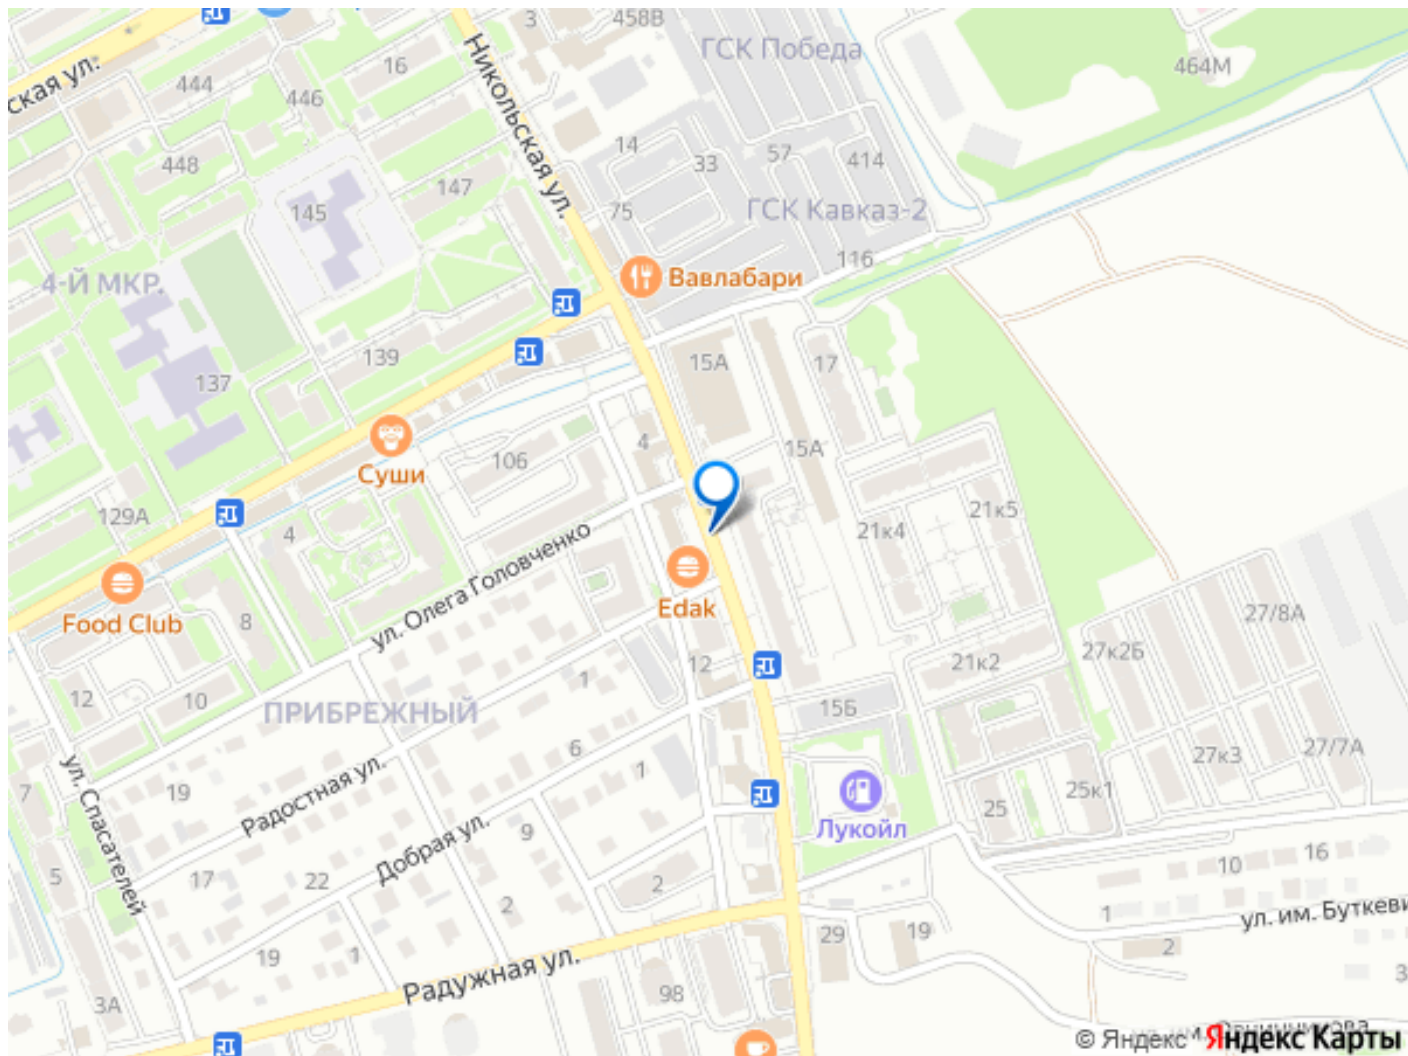 3
458В
ская ул.
Никольская ул.
ГСК Победа
464М
16
444
446
448
14
33
57
414
147
145
75
ГСК Кавказ-2
116
4-Й МКР.
Вавлабари
139
137
15А
17
4
15А
106
Суши
129А
4
21к4
21к5
ул. Олега Головченко
Food Club
8
Edak
27/8А
27к2Б
21к2
12
1
12
10
ПРИБРЕЖНЫЙ
15Б
6
1
27к3
27/7А
7
ул. Спасателей
19
Радостная ул.
25к1
25
Лукойл
Добрая ул.
9
16
10
5
17
22
2
2
1
ул. им. Буткеви
19
1
29
19
2
Радужная ул.
98
3А
3
© Яндекс Яндекс Карты